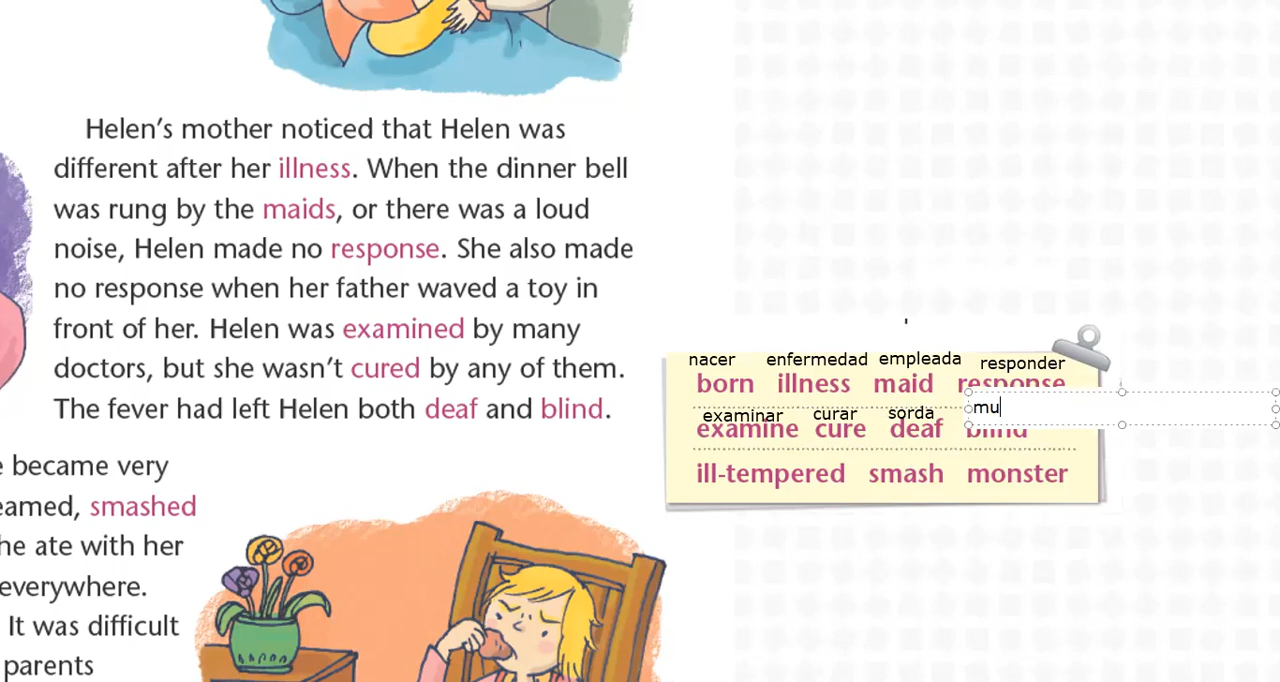 Helen's mother noticed that Helen was
different after her illness. When the dinner bell
was rung by the maids, or there was a loud
noise, Helen made no response. She also made
no response when her father waved a toy in
front of her. Helen was examined by many
doctors, but she wasn't cured by any of them.
The fever had left Helen both deaf and blind.
became very
smashed
ate with her
everywhere.
It was difficult
parents
nacer enfermedad empleada responder
born illness maid response
mu
examinar curar sorda
examine cure deaf blind
ill-tempered smash monster